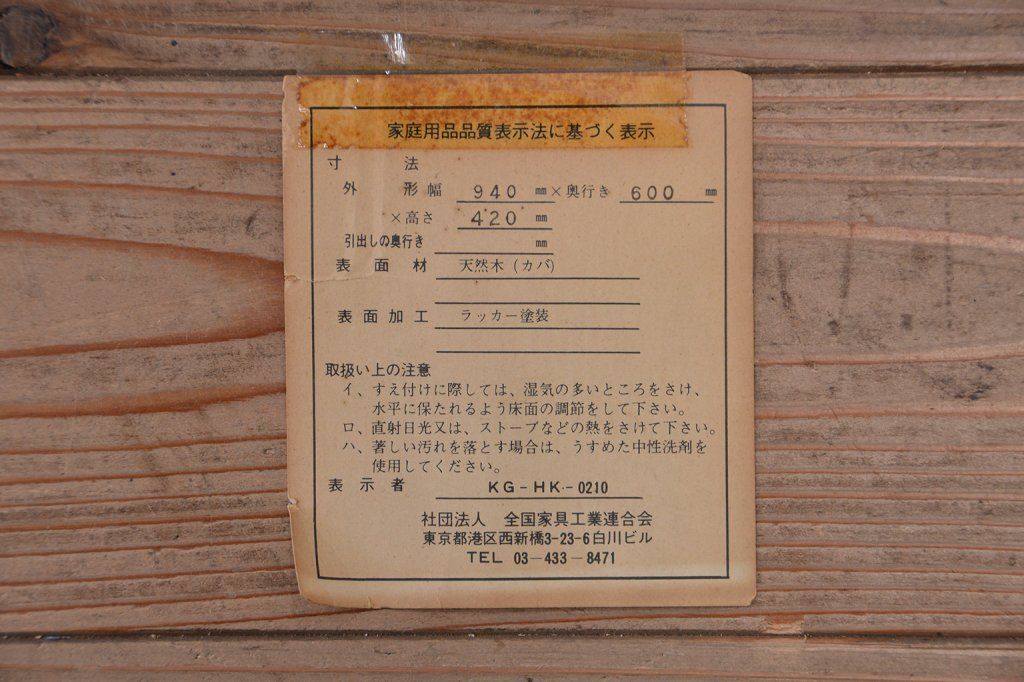 家庭用品品質表示法に基づく表示
寸法
外形幅 940 ㎜×奥行き 600 ㎜
×高さ 420 ㎜
引出しの奥行き ㎜
表面材 天然木 (カバ)
表面加工 ラッカー塗装
取扱い上の注意
イ、すえ付けに際しては、湿気の多いところをさけ、
水平に保たれるよう床面の調節をして下さい。
ロ、直射日光又は、ストーブなどの熱をさけて下さい。
ハ、著しい汚れを落とす場合は、うすめた中性洗剤を
使用してください。
表示者 KG-HK-0210
社団法人 全国家具工業連合会
東京都港区西新橋3-23-6白川ビル
TEL 03-433-8471